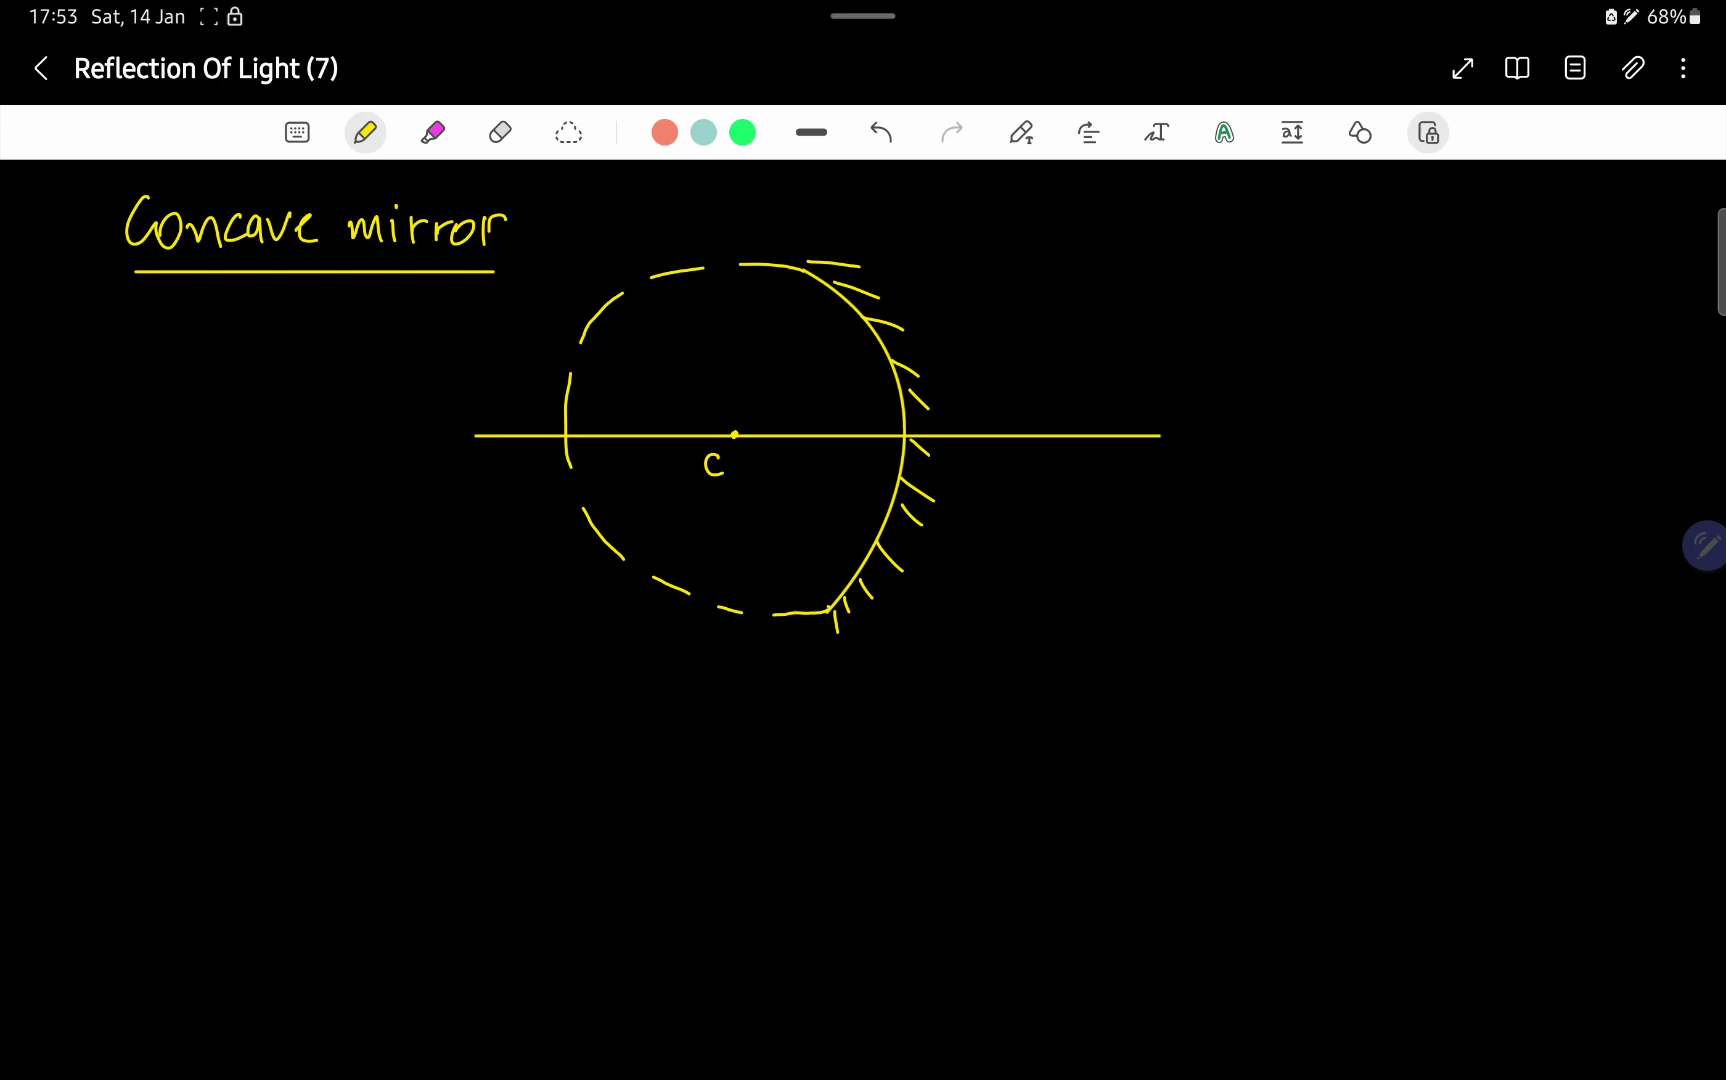 17:53 Sat, 14 Jan 68%
Reflection Of Light (7)
Concave mirror
C